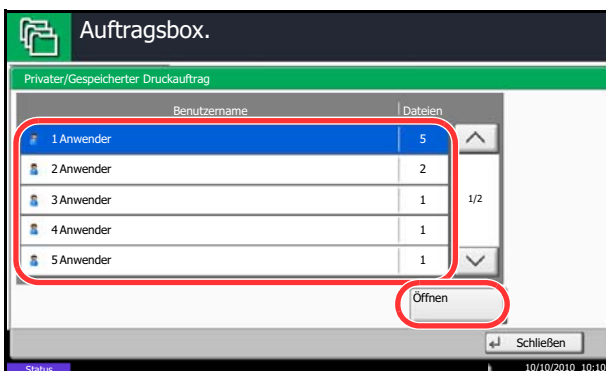 Auftragsbox.
Privater/Gespeicherter Druckauftrag
Benutzername Dateien
1 Anwender 5
2 Anwender 2
3 Anwender 1 1/2
4 Anwender 1
5 Anwender 1
Öffnen
Schließen
Status 10/10/2010 10:10